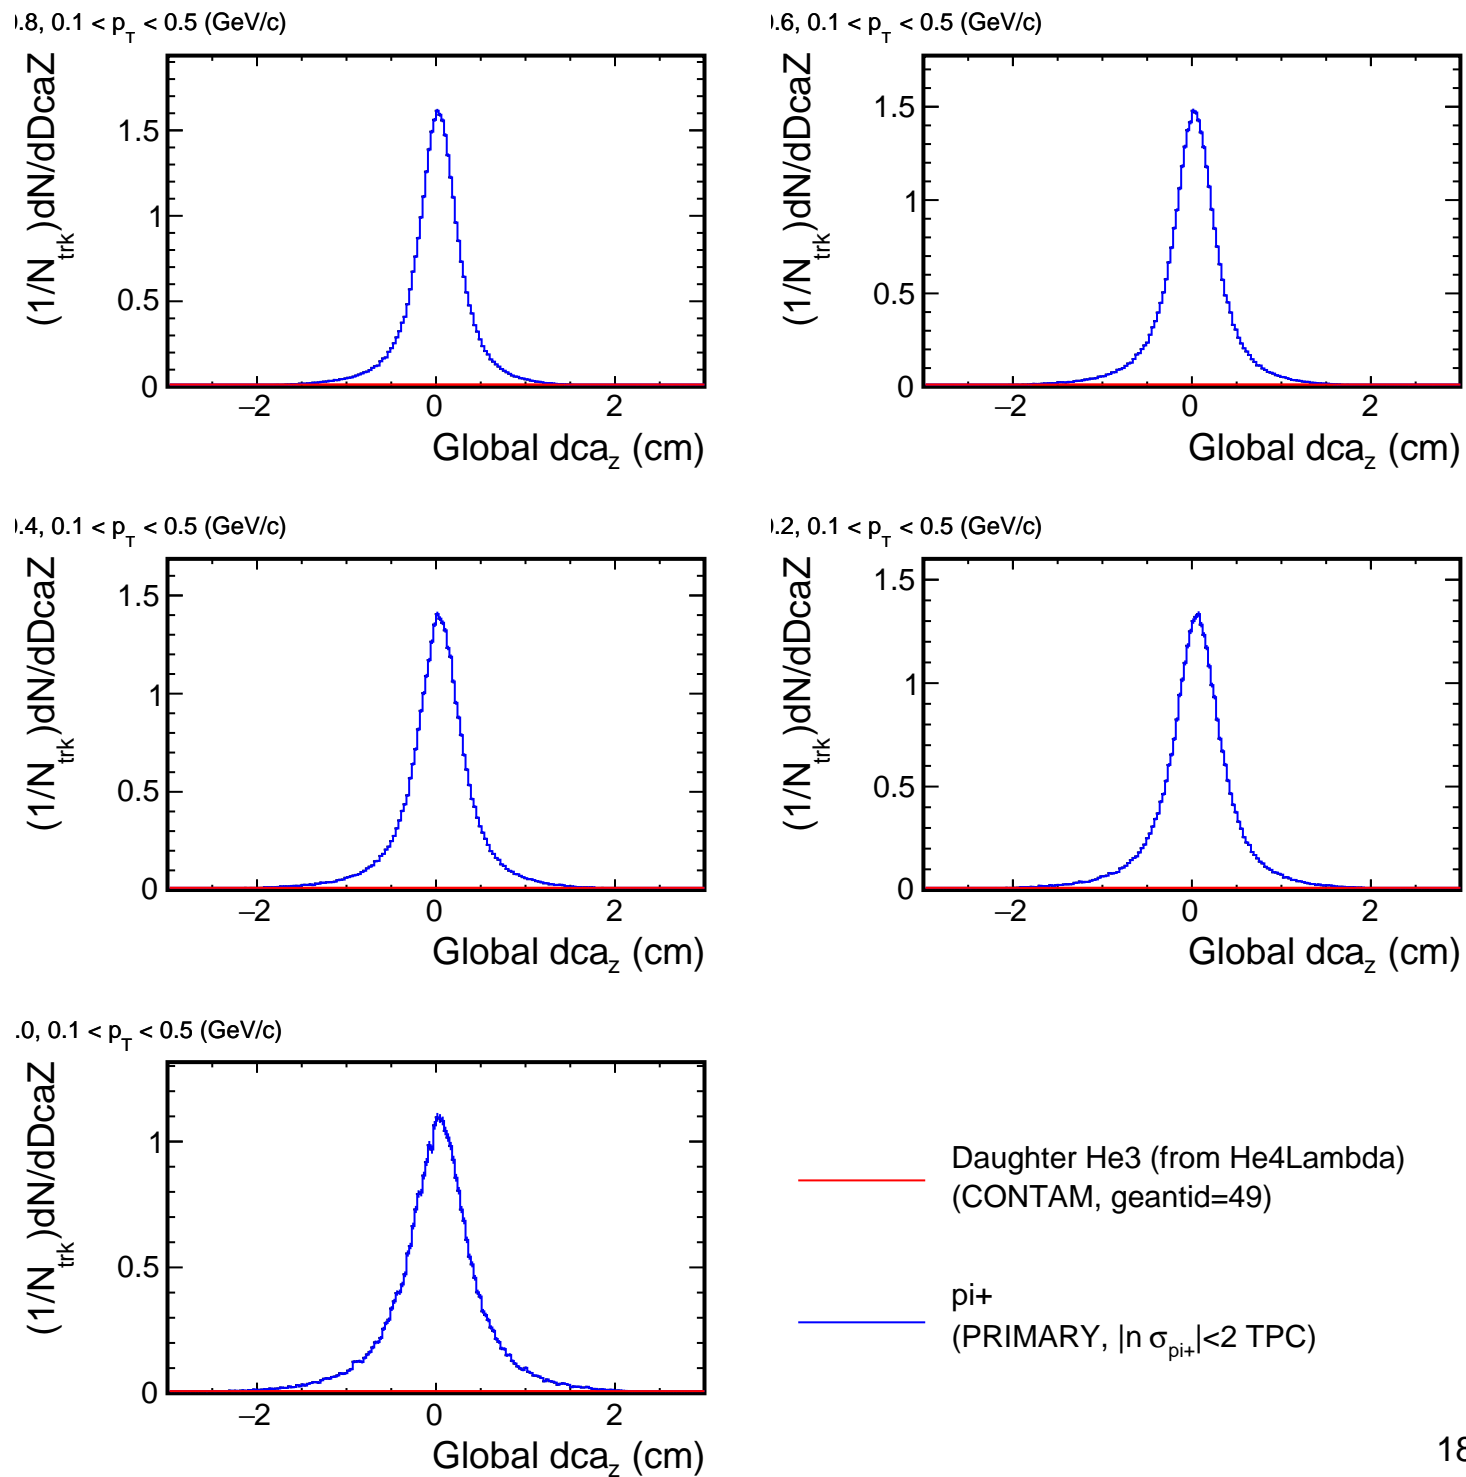 .8, 0.1 < p_T < 0.5 (GeV/c)
(1/N_trk)dN/dDcaZ
1.5
1
0.5
0
−2 0 2
Global dca_z (cm)
.6, 0.1 < p_T < 0.5 (GeV/c)
(1/N_trk)dN/dDcaZ
1.5
1
0.5
0
−2 0 2
Global dca_z (cm)
.4, 0.1 < p_T < 0.5 (GeV/c)
(1/N_trk)dN/dDcaZ
1.5
1
0.5
0
−2 0 2
Global dca_z (cm)
.2, 0.1 < p_T < 0.5 (GeV/c)
(1/N_trk)dN/dDcaZ
1.5
1
0.5
0
−2 0 2
Global dca_z (cm)
.0, 0.1 < p_T < 0.5 (GeV/c)
(1/N_trk)dN/dDcaZ
1
0.5
0
−2 0 2
Global dca_z (cm)
Daughter He3 (from He4Lambda)
(CONTAM, geantid=49)
pi+
(PRIMARY, |n σ_pi+|<2 TPC)
18